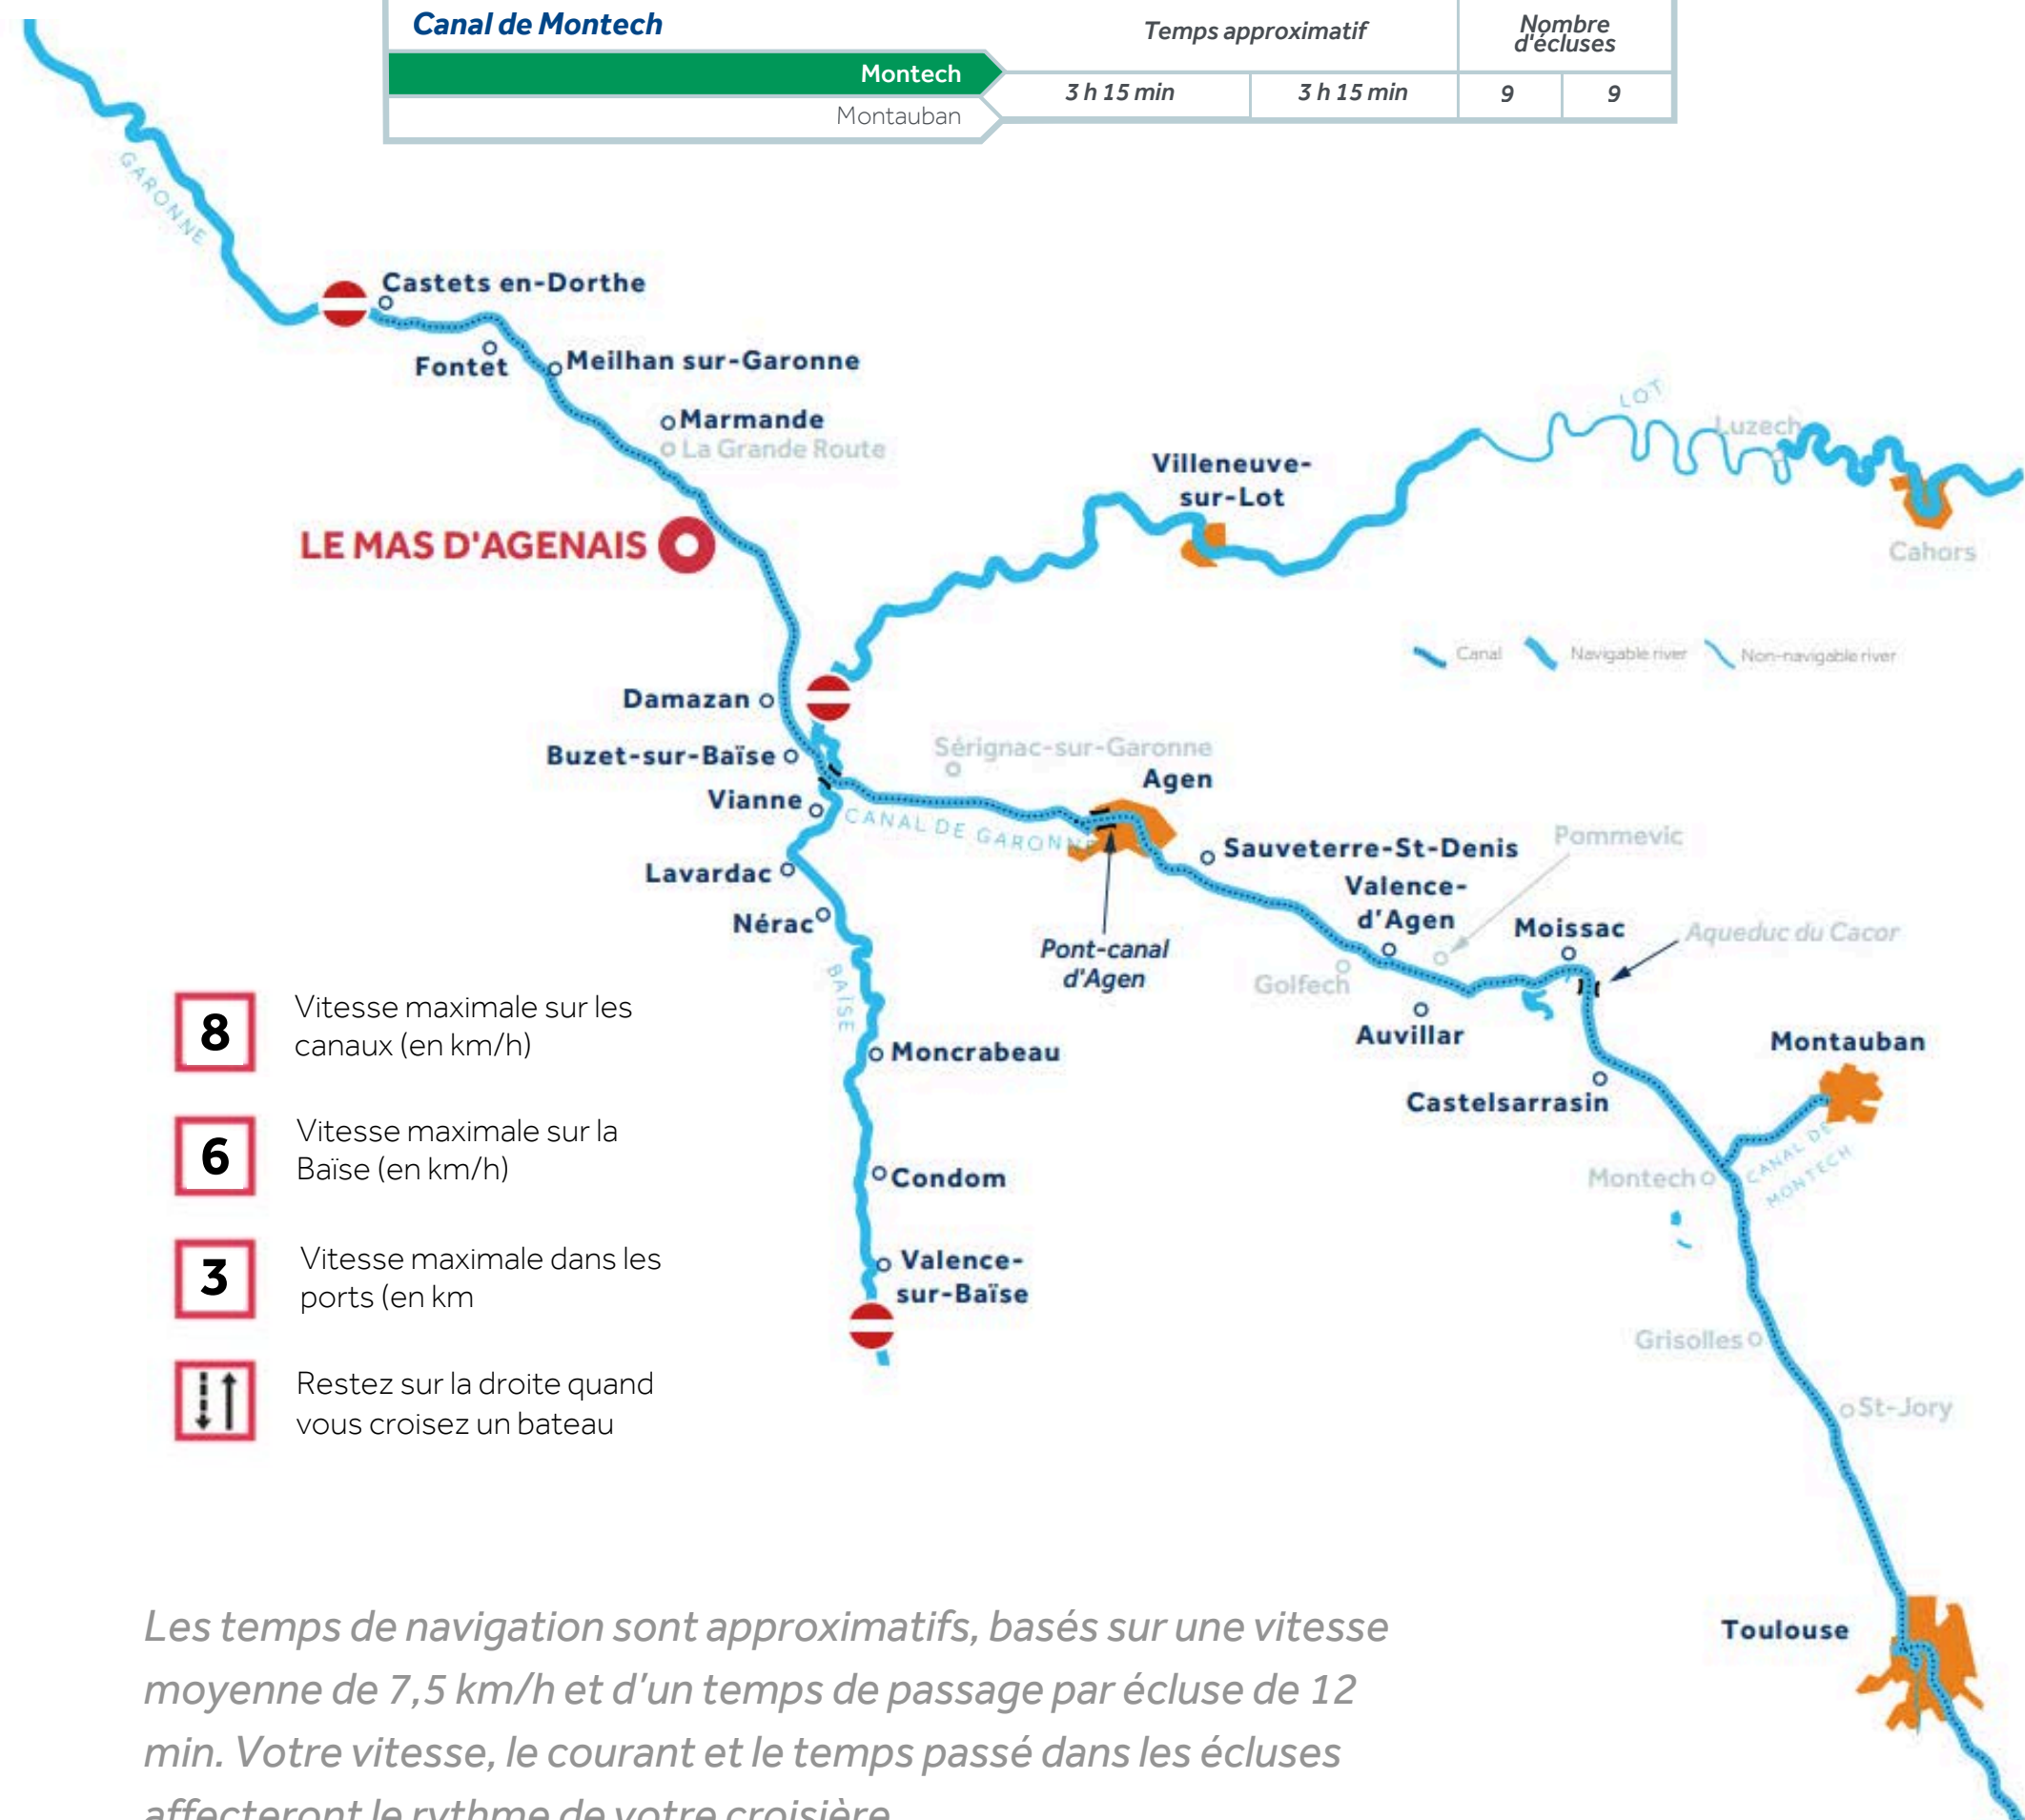 Canal de Montech
Temps approximatif
Nombre
d'écluses
Montech
3 h 15 min
3 h 15 min
9
9
Montauban
GARONNE
Castets en-Dorthe
Fontet
Meilhan sur-Garonne
Marmande
La Grande Route
LOT
Luzech
Villeneuve-
sur-Lot
LE MAS D'AGENAIS
Cahors
Canal
Navigable river
Non-navigable river
Damazan
Buzet-sur-Baïse
Sérignac-sur-Garonne
Agen
Vianne
CANAL DE GARONNE
Sauveterre-St-Denis
Pommevic
Lavardac
Valence-
d'Agen
Nérac
Moissac
Aqueduc du Cacor
Pont-canal
d'Agen
Golfech
BAÏSE
Auvillar
8
Vitesse maximale sur les
canaux (en km/h)
Moncrabeau
Montauban
Castelsarrasin
6
Vitesse maximale sur la
Baïse (en km/h)
Condom
Montech
CANAL DE
MONTECH
3
Vitesse maximale dans les
ports (en km
Valence-
sur-Baïse
Grisolles
Restez sur la droite quand
vous croisez un bateau
St-Jory
Toulouse
Les temps de navigation sont approximatifs, basés sur une vitesse
moyenne de 7,5 km/h et d'un temps de passage par écluse de 12
min. Votre vitesse, le courant et le temps passé dans les écluses
affecteront le rythme de votre croisière